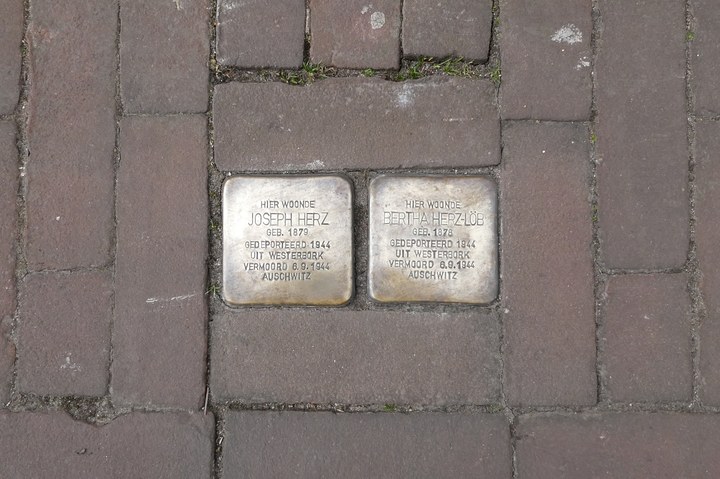 HIER WOONDE
JOSEPH HERZ
GEB. 1879
GEDEPORTEERD 1944
UIT WESTERBORK
VERMOORD 6.9.1944
AUSCHWITZ
HIER WOONDE
BERTHA HERZ-LÖB
GEB. 1878
GEDEPORTEERD 1944
UIT WESTERBORK
VERMOORD 6.9.1944
AUSCHWITZ